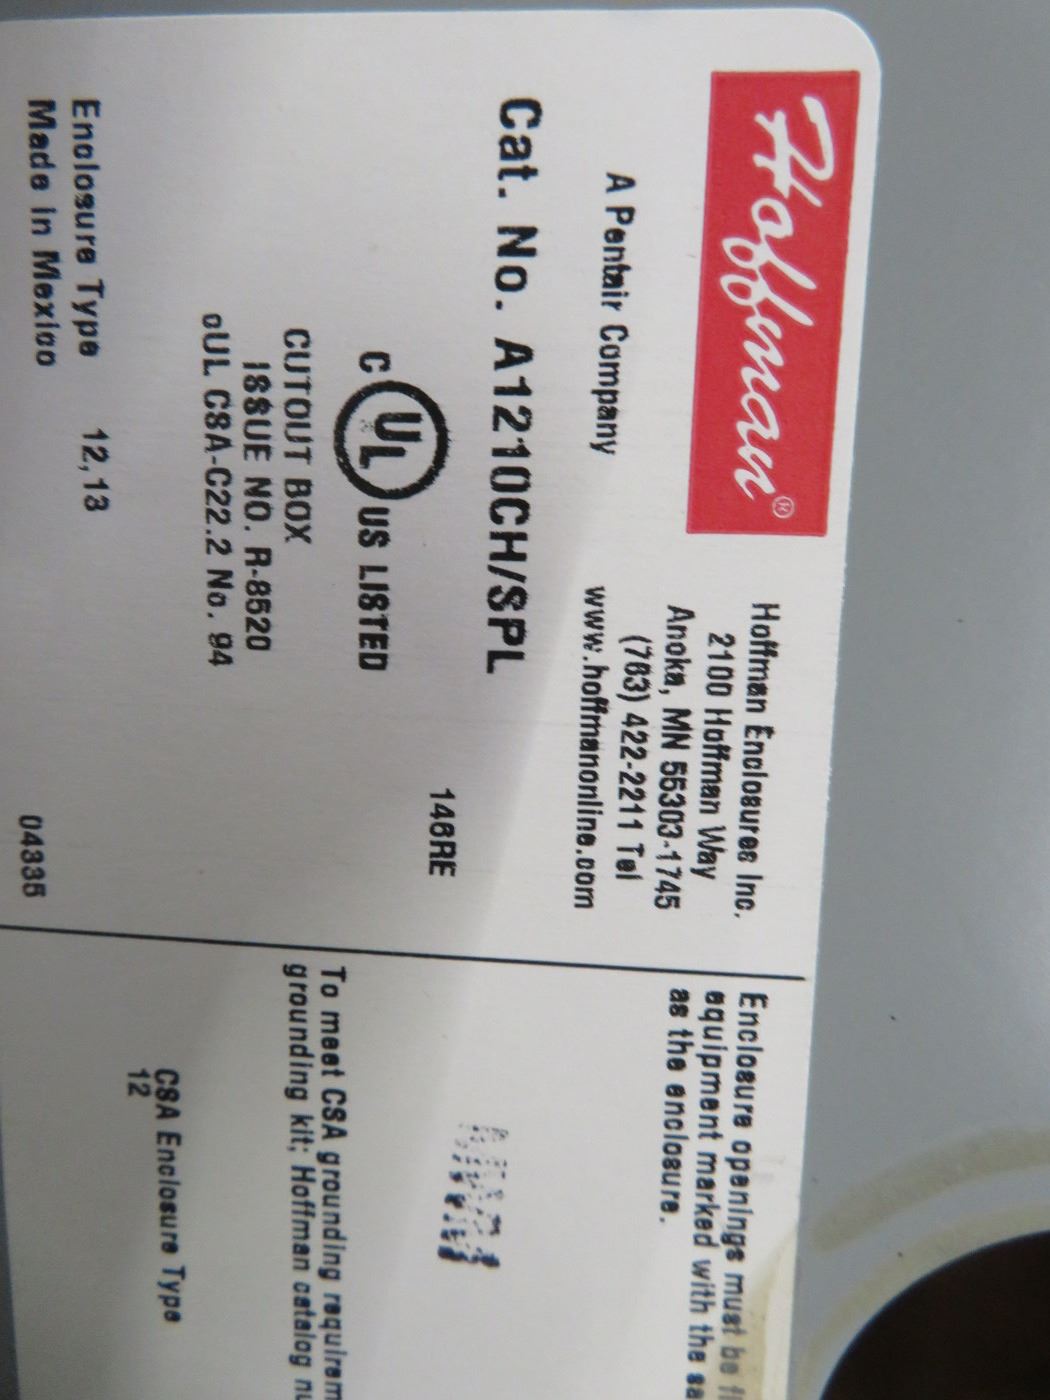 Hoffman®
A Pentair Company
Hoffman Enclosures Inc.
2100 Hoffman Way
Anoka, MN 55303-1745
(763) 422-2211 Tel
www.hoffmanonline.com
Cat. No. A1210CH/SPL
146RE
C UL US LISTED
CUTOUT BOX
ISSUE NO. R-8520
cUL CSA-C22.2 No. 94
Enclosure Type 12,13
Made in Mexico
04335
Enclosure openings must be
equipment marked with the
as the enclosure.
To meet CSA grounding
grounding kit; Hoffman catalog
CSA Enclosure Type
12